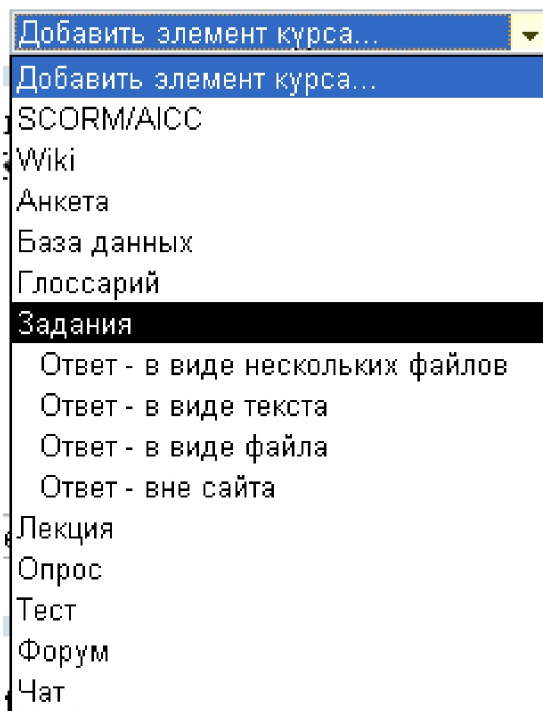 Добавить элемент курса...
Добавить элемент курса...
SCORM/AICC
Wiki
Анкета
База данных
Глоссарий
Задания
Ответ - в виде нескольких файлов
Ответ - в виде текста
Ответ - в виде файла
Ответ - вне сайта
Лекция
Опрос
Тест
Форум
Чат